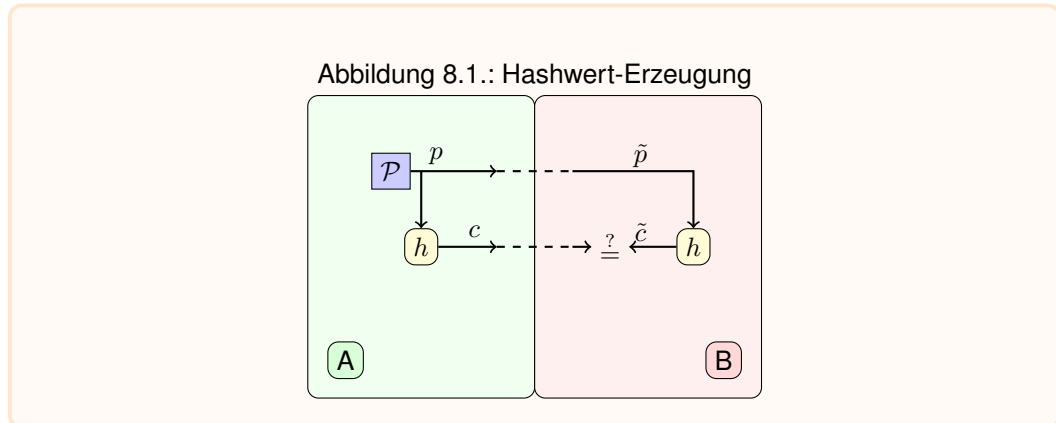 Abbildung 8.1.: Hashwert-Erzeugung
𝒫 p p̃
h c ≟ c̃ h
A B